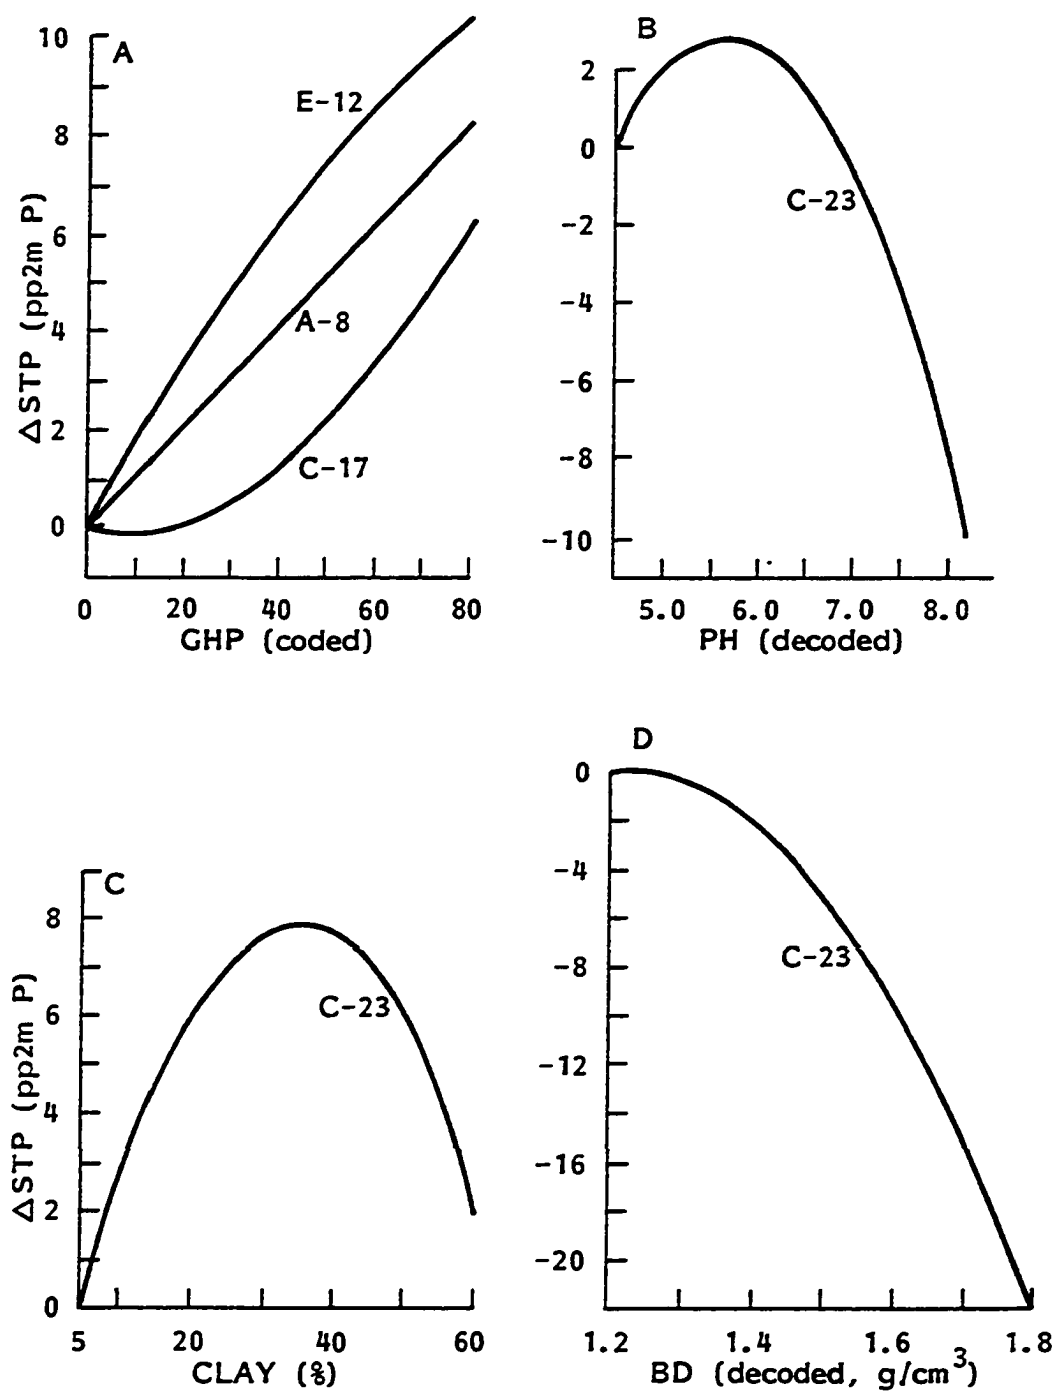 A
10
8
6
4
2
0
ΔSTP (pp2m P)
E-12
A-8
C-17
0 20 40 60 80
GHP (coded)
B
2
0
-2
-4
-6
-8
-10
C-23
5.0 6.0 7.0 8.0
PH (decoded)
C
8
6
4
2
0
ΔSTP (pp2m P)
C-23
5 20 40 60
CLAY (%)
D
0
-4
-8
-12
-16
-20
C-23
1.2 1.4 1.6 1.8
BD (decoded, g/cm³)